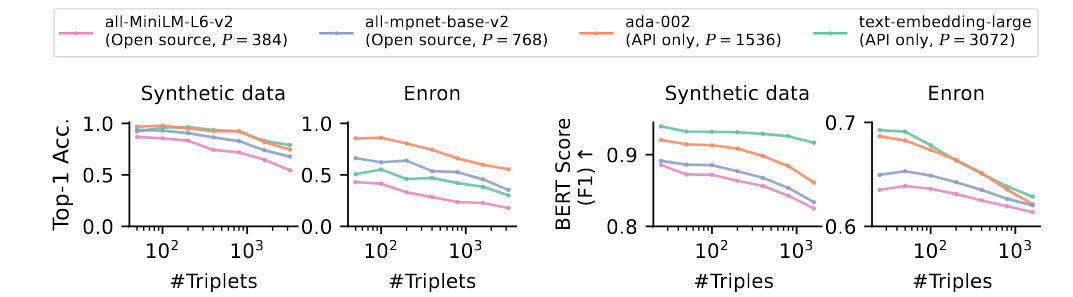 all-MiniLM-L6-v2
(Open source, P = 384)
all-mpnet-base-v2
(Open source, P = 768)
ada-002
(API only, P = 1536)
text-embedding-large
(API only, P = 3072)
Synthetic data
Enron
Synthetic data
Enron
Top-1 Acc.
1.0
0.5
0.0
10²
10³
#Triplets
1.0
0.5
0.0
10²
10³
#Triplets
BERT Score
(F1) ↑
0.9
0.8
10²
10³
#Triples
0.7
0.6
10²
10³
#Triples